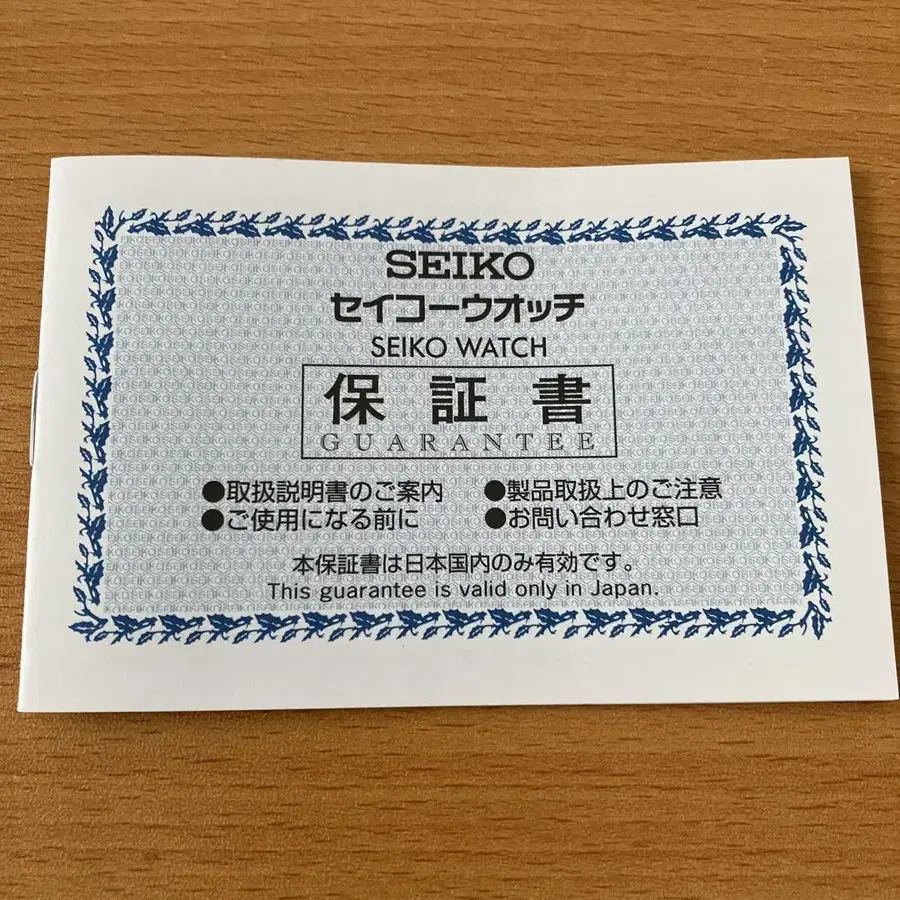 SEIKO
セイコーウオッチ
SEIKO WATCH
保証書
GUARANTEE
●取扱説明書のご案内 ●製品取扱上のご注意
●ご使用になる前に ●お問い合わせ窓口
本保証書は日本国内のみ有効です。
This guarantee is valid only in Japan.